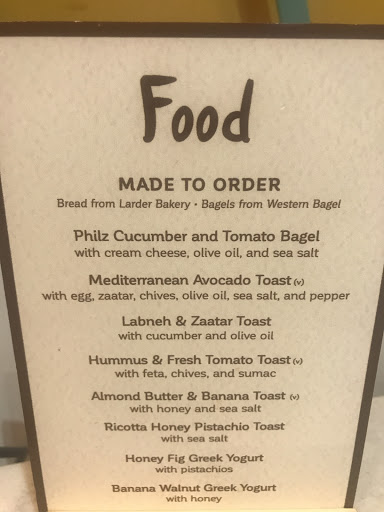 Food
MADE TO ORDER
Bread from Larder Bakery • Bagels from Western Bagel
Philz Cucumber and Tomato Bagel
with cream cheese, olive oil, and sea salt
Mediterranean Avocado Toast (v)
with egg, zaatar, chives, olive oil, sea salt, and pepper
Labneh & Zaatar Toast
with cucumber and olive oil
Hummus & Fresh Tomato Toast (v)
with feta, chives, and sumac
Almond Butter & Banana Toast (v)
with honey and sea salt
Ricotta Honey Pistachio Toast
with sea salt
Honey Fig Greek Yogurt
with pistachios
Banana Walnut Greek Yogurt
with honey